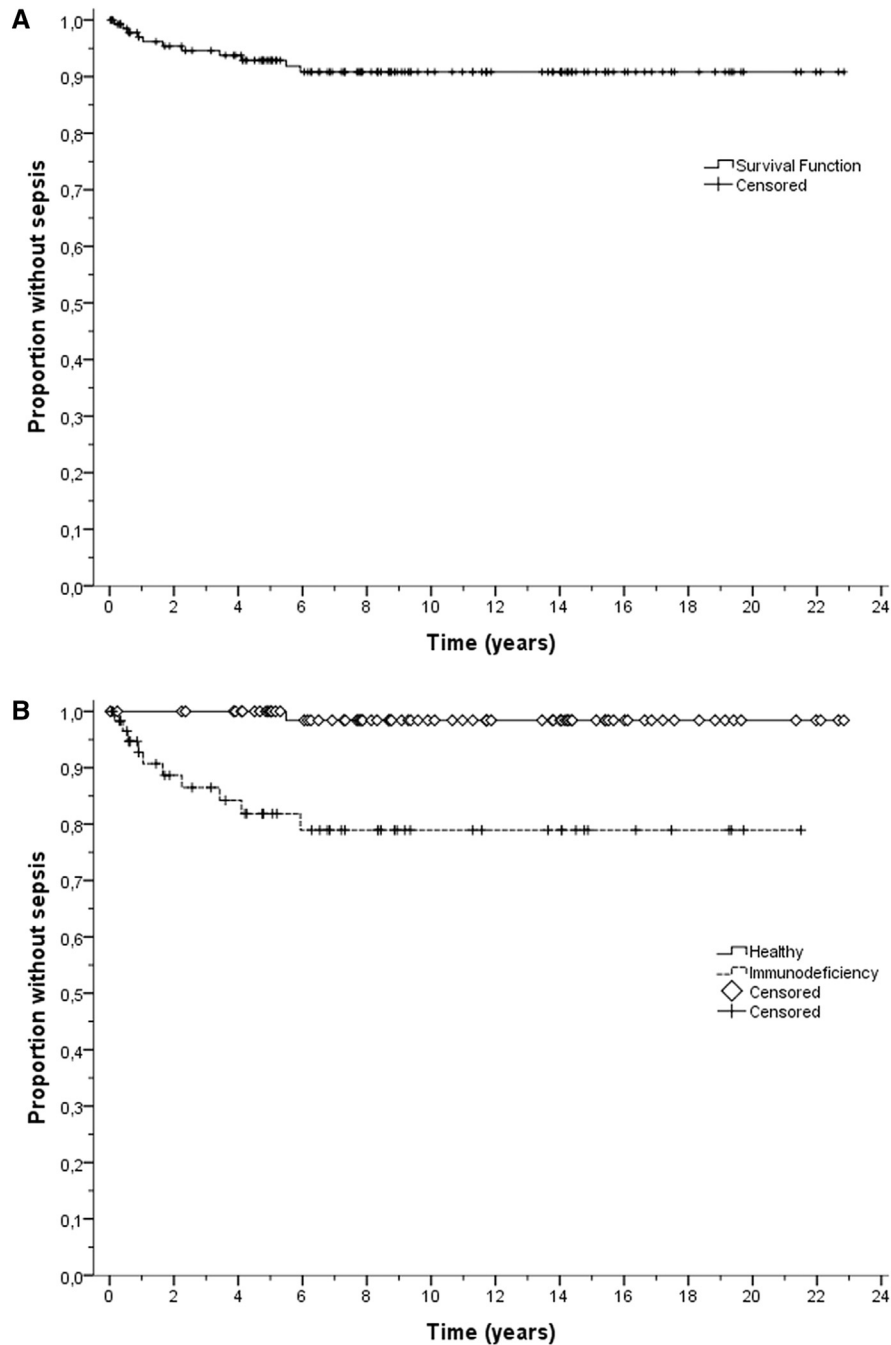 A
1,0
0,9
0,8
0,7
0,6
0,5
0,4
0,3
0,2
0,1
0,0
Proportion without sepsis
Survival Function
Censored
0 2 4 6 8 10 12 14 16 18 20 22 24
Time (years)
B
1,0
0,9
0,8
0,7
0,6
0,5
0,4
0,3
0,2
0,1
0,0
Proportion without sepsis
Healthy
Immunodeficiency
Censored
Censored
0 2 4 6 8 10 12 14 16 18 20 22 24
Time (years)